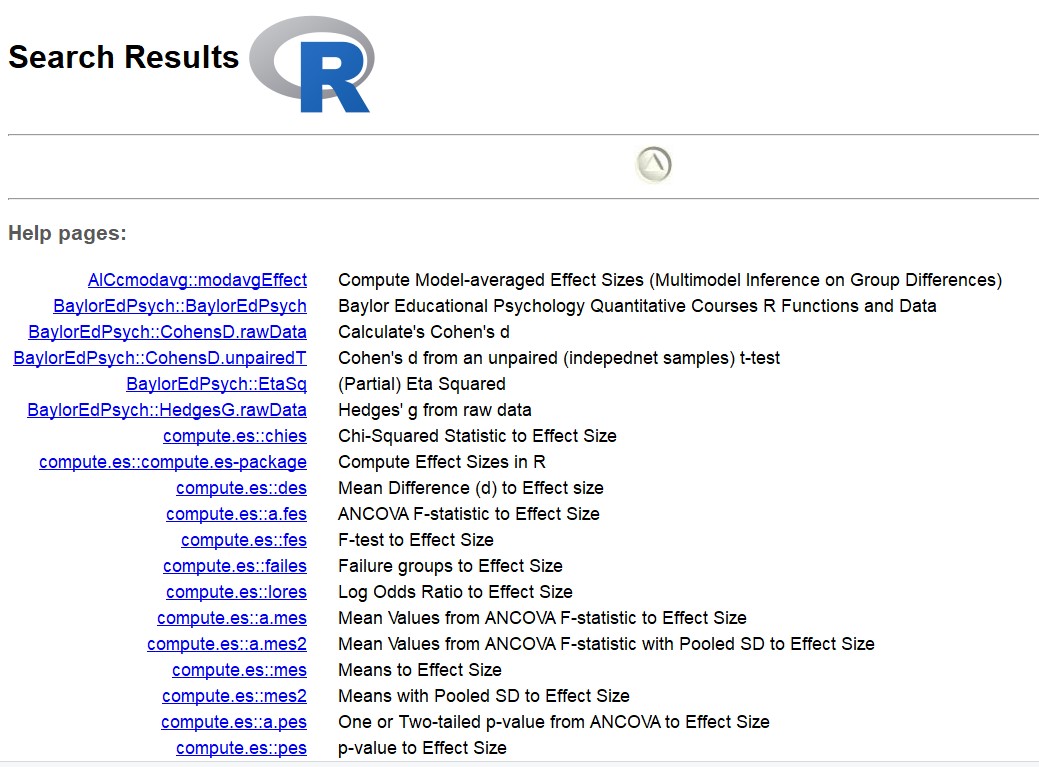 Search Results R
Help pages:
AICcmodavg::modavgEffect Compute Model-averaged Effect Sizes (Multimodel Inference on Group Differences)
BaylorEdPsych::BaylorEdPsych Baylor Educational Psychology Quantitative Courses R Functions and Data
BaylorEdPsych::CohensD.rawData Calculate's Cohen's d
BaylorEdPsych::CohensD.unpairedT Cohen's d from an unpaired (indepednet samples) t-test
BaylorEdPsych::EtaSq (Partial) Eta Squared
BaylorEdPsych::HedgesG.rawData Hedges' g from raw data
compute.es::chies Chi-Squared Statistic to Effect Size
compute.es::compute.es-package Compute Effect Sizes in R
compute.es::des Mean Difference (d) to Effect size
compute.es::a.fes ANCOVA F-statistic to Effect Size
compute.es::fes F-test to Effect Size
compute.es::failes Failure groups to Effect Size
compute.es::lores Log Odds Ratio to Effect Size
compute.es::a.mes Mean Values from ANCOVA F-statistic to Effect Size
compute.es::a.mes2 Mean Values from ANCOVA F-statistic with Pooled SD to Effect Size
compute.es::mes Means to Effect Size
compute.es::mes2 Means with Pooled SD to Effect Size
compute.es::a.pes One or Two-tailed p-value from ANCOVA to Effect Size
compute.es::pes p-value to Effect Size